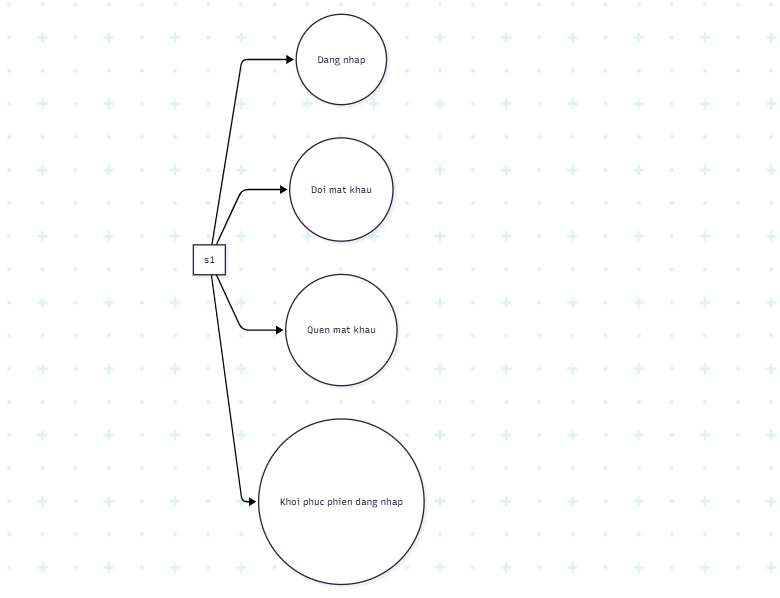 Dang nhap
Doi mat khau
s1
Quen mat khau
Khoi phuc phien dang nhap